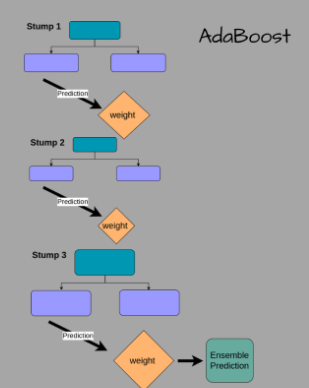 AdaBoost
Stump 1
Prediction
weight
Stump 2
Prediction
weight
Stump 3
Prediction
weight
Ensemble
Prediction